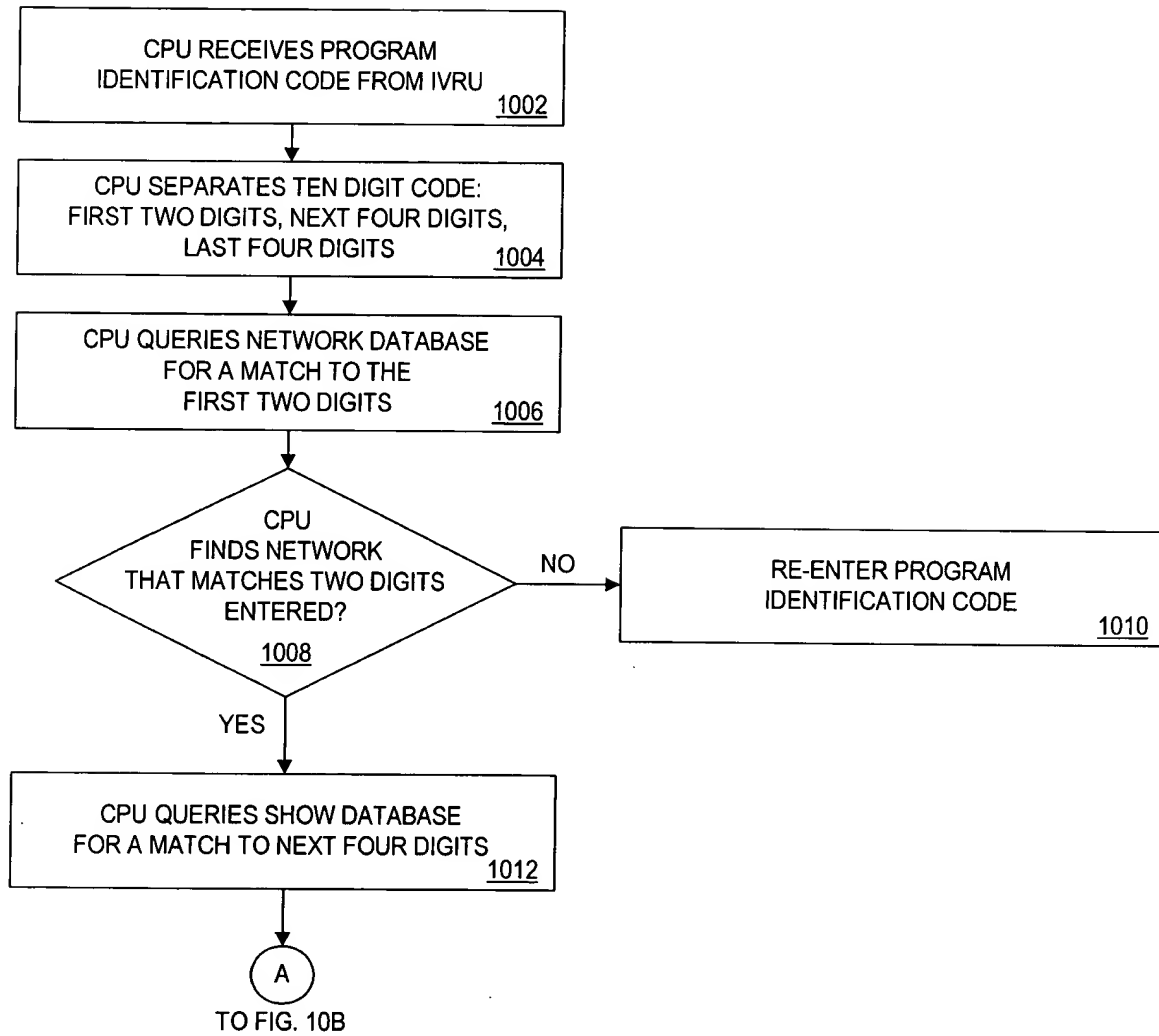 CPU RECEIVES PROGRAM
IDENTIFICATION CODE FROM IVRU
1002
CPU SEPARATES TEN DIGIT CODE:
FIRST TWO DIGITS, NEXT FOUR DIGITS,
LAST FOUR DIGITS
1004
CPU QUERIES NETWORK DATABASE
FOR A MATCH TO THE
FIRST TWO DIGITS
1006
CPU
FINDS NETWORK
THAT MATCHES TWO DIGITS
ENTERED?
1008
NO
RE-ENTER PROGRAM
IDENTIFICATION CODE
1010
YES
CPU QUERIES SHOW DATABASE
FOR A MATCH TO NEXT FOUR DIGITS
1012
A
TO FIG. 10B